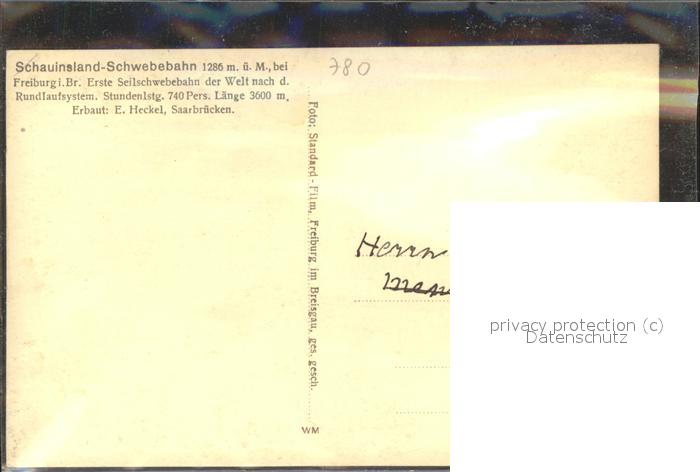 Schauinsland-Schwebebahn 1286 m. ü. M., bei
Freiburg i. Br. Erste Seilschwebebahn der Welt nach d.
Rundlaufsystem. Stundenlstg. 740 Pers. Länge 3600 m.
Erbaut: E. Heckel, Saarbrücken.
780
Foto: Standard-Film, Freiburg im Breisgau, ges. gesch.
WM
Herrn
privacy protection (c)
Datenschutz